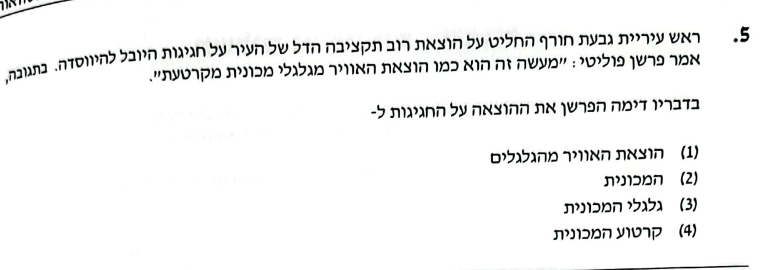 5. ראש עיריית גבעת חורף החליט על הוצאת רוב תקציבה הדל של העיר על חגיגות היובל להיווסדה. בתגובה,
אמר פרשן פוליטי: "מעשה זה הוא כמו הוצאת האוויר מגלגלי מכונית מקרטעת".
בדבריו דימה הפרשן את ההוצאה על החגיגות ל-
(1) הוצאת האוויר מהגלגלים
(2) המכונית
(3) גלגלי המכונית
(4) קרטוע המכונית